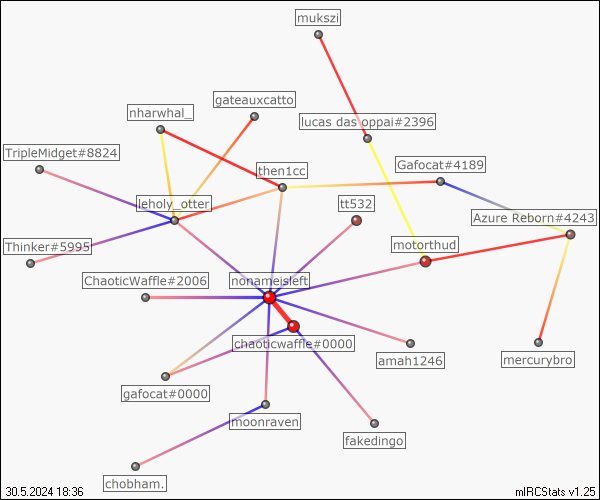 mukszi
gateauxcatto
nharwhal_
lucas das oppai#2396
TripleMidget#8824
then1cc
Gafocat#4189
leholy_otter
tt532
Azure Reborn#4243
Thinker#5995
motorthud
ChaoticWaffle#2006
nonameisleft
chaoticwaffle#0000
amah1246
mercurybro
gafocat#0000
moonraven
fakedingo
chobham.
30.5.2024 18:36
mIRCStats v1.25